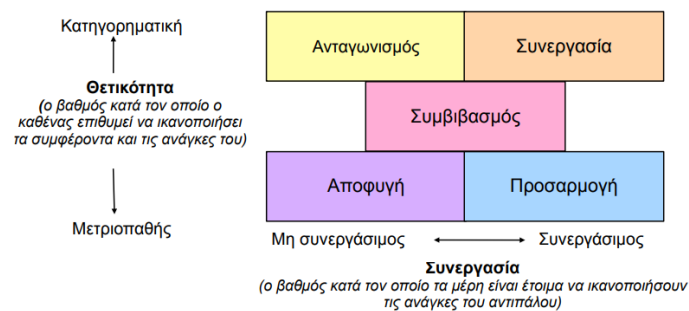 Κατηγορηματική
Θετικότητα
(ο βαθμός κατά τον οποίο ο
καθένας επιθυμεί να ικανοποιήσει
τα συμφέροντα και τις ανάγκες του)
Μετριοπαθής
Ανταγωνισμός
Συνεργασία
Συμβιβασμός
Αποφυγή
Προσαρμογή
Μη συνεργάσιμος
Συνεργάσιμος
Συνεργασία
(ο βαθμός κατά τον οποίο τα μέρη είναι έτοιμα να ικανοποιήσουν
τις ανάγκες του αντιπάλου)